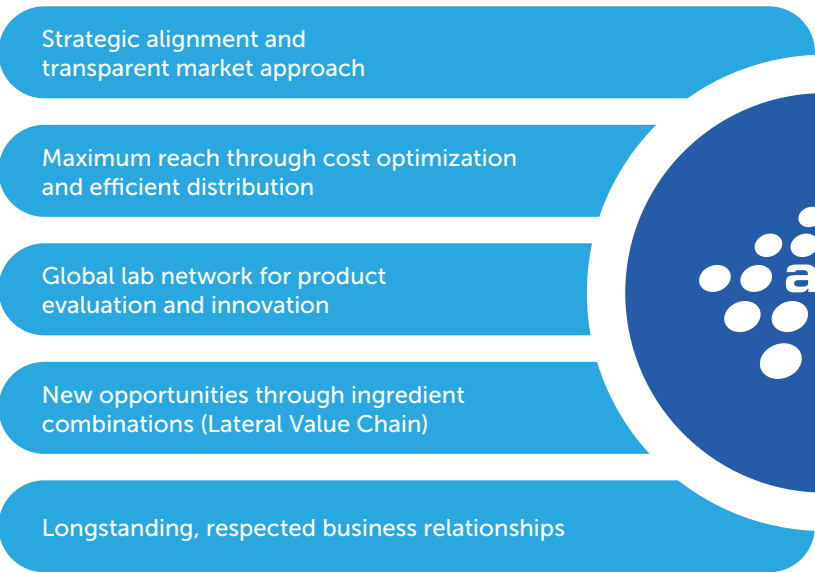 Strategic alignment and
transparent market approach
Maximum reach through cost optimization
and efficient distribution
Global lab network for product
evaluation and innovation
a
New opportunities through ingredient
combinations (Lateral Value Chain)
Longstanding, respected business relationships